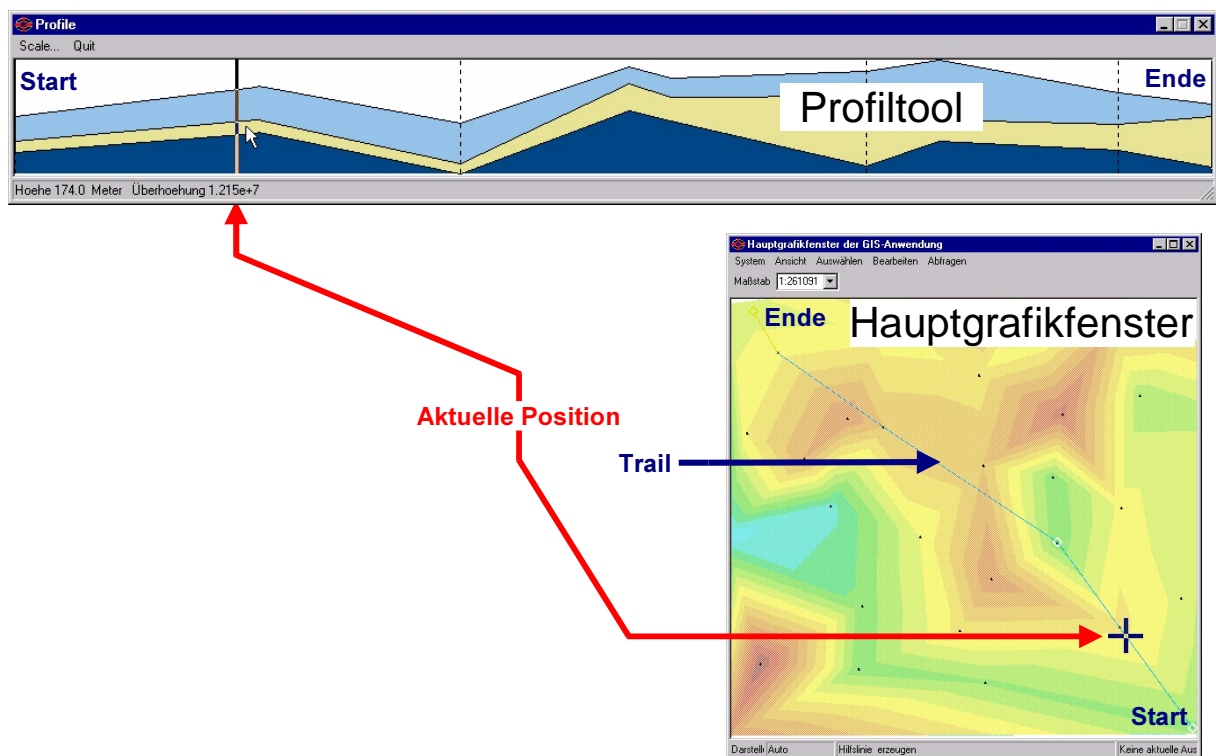 Profile
Scale... Quit
Start
Ende
Profiltool
Hoehe 174.0 Meter Überhoehung 1.215e+7
Hauptgrafikfenster der GIS-Anwendung
System Ansicht Auswählen Bearbeiten Abfragen
Maßstab 1:261091
Ende
Hauptgrafikfenster
Aktuelle Position
Trail
Start
Darstell Auto Hilfslinie erzeugen Keine aktuelle Aus